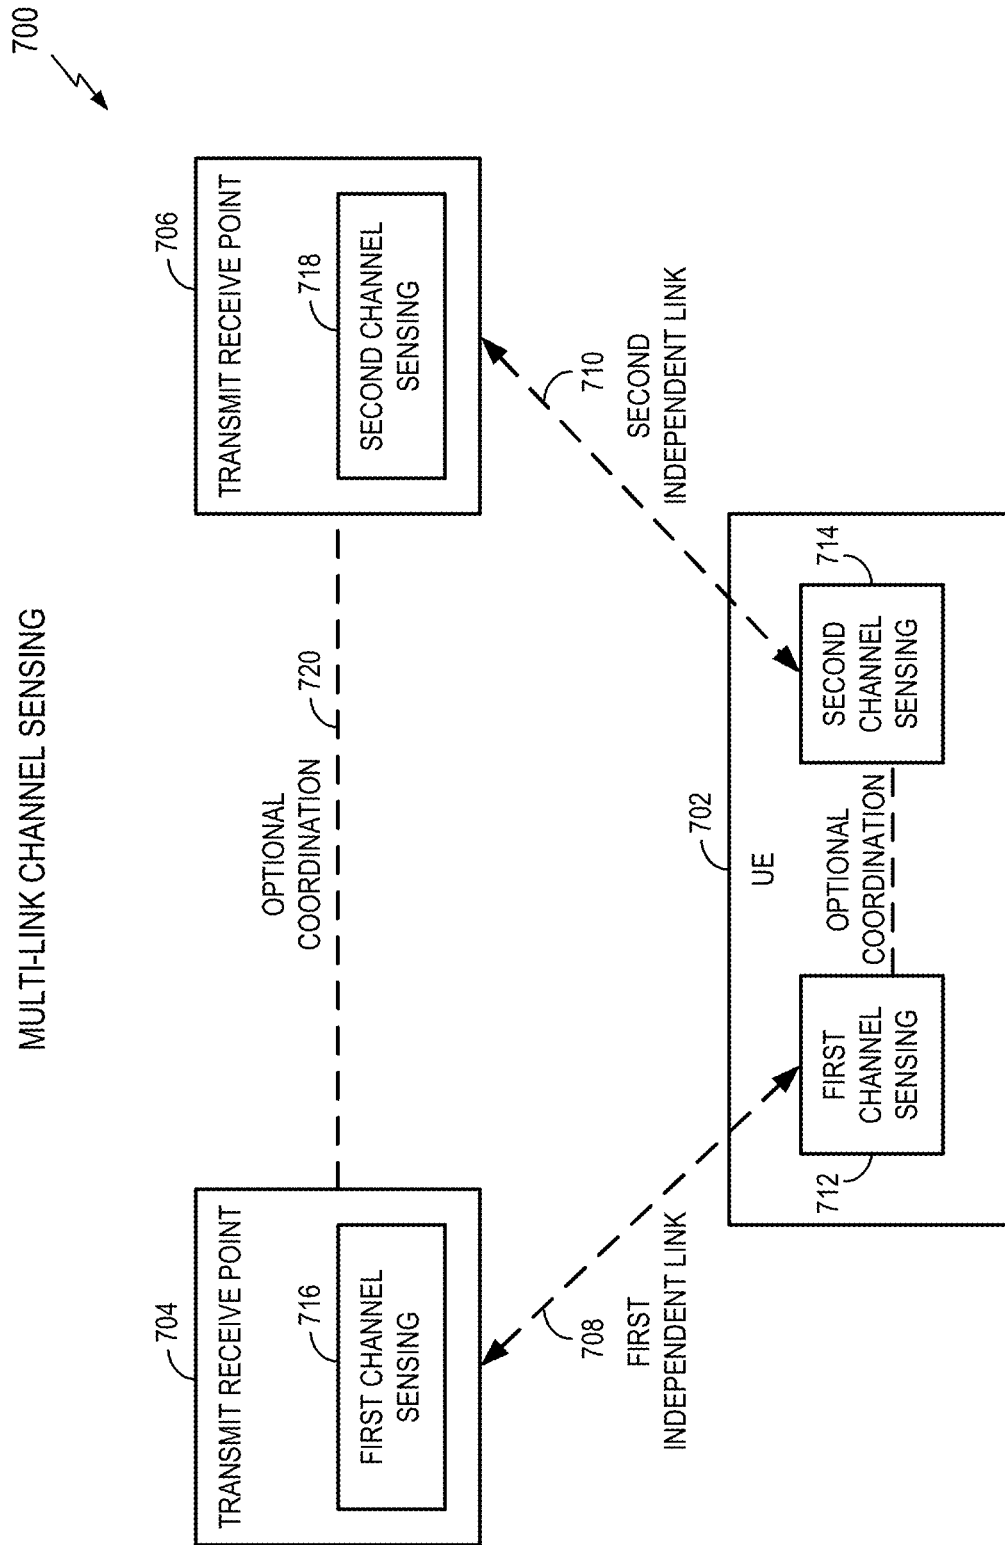 MULTI-LINK CHANNEL SENSING
700
704
TRANSMIT RECEIVE POINT
716
FIRST CHANNEL
SENSING
OPTIONAL
COORDINATION
720
706
TRANSMIT RECEIVE POINT
718
SECOND CHANNEL
SENSING
708
FIRST
INDEPENDENT LINK
710
SECOND
INDEPENDENT LINK
702
UE
712
FIRST
CHANNEL
SENSING
OPTIONAL
COORDINATION
714
SECOND
CHANNEL
SENSING